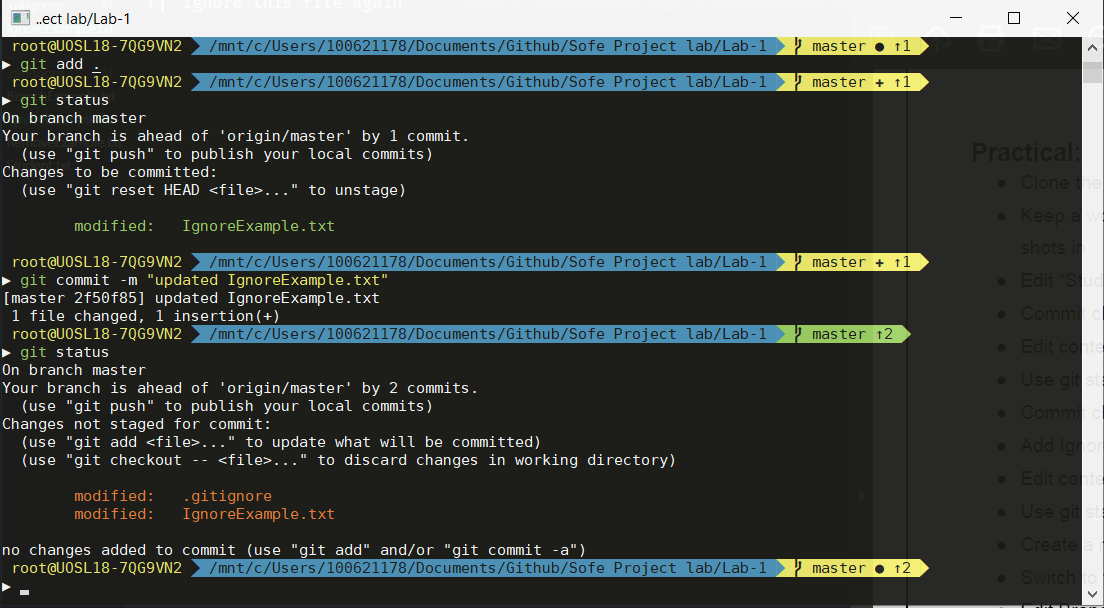 Ignore this file again
..ect lab/Lab-1
root@UOSL18-7QG9VN2 /mnt/c/Users/100621178/Documents/Github/Sofe Project lab/Lab-1 master ● ↑1
▶ git add .
root@UOSL18-7QG9VN2 /mnt/c/Users/100621178/Documents/Github/Sofe Project lab/Lab-1 master ✚ ↑1
▶ git status
On branch master
Your branch is ahead of 'origin/master' by 1 commit.
(use "git push" to publish your local commits)
Changes to be committed:
(use "git reset HEAD <file>..." to unstage)
modified: IgnoreExample.txt
root@UOSL18-7QG9VN2 /mnt/c/Users/100621178/Documents/Github/Sofe Project lab/Lab-1 master ✚ ↑1
▶ git commit -m "updated IgnoreExample.txt"
[master 2f50f85] updated IgnoreExample.txt
1 file changed, 1 insertion(+)
root@UOSL18-7QG9VN2 /mnt/c/Users/100621178/Documents/Github/Sofe Project lab/Lab-1 master ↑2
▶ git status
On branch master
Your branch is ahead of 'origin/master' by 2 commits.
(use "git push" to publish your local commits)
Changes not staged for commit:
(use "git add <file>..." to update what will be committed)
(use "git checkout -- <file>..." to discard changes in working directory)
modified: .gitignore
modified: IgnoreExample.txt
no changes added to commit (use "git add" and/or "git commit -a")
root@UOSL18-7QG9VN2 /mnt/c/Users/100621178/Documents/Github/Sofe Project lab/Lab-1 master ● ↑2
▶
Practical:
Clone the
Keep a
shots in
Edit "Stud
Commit
Edit conte
Use git
Commit
Add Ignor
Edit conte
Use git
Create a
Switch to